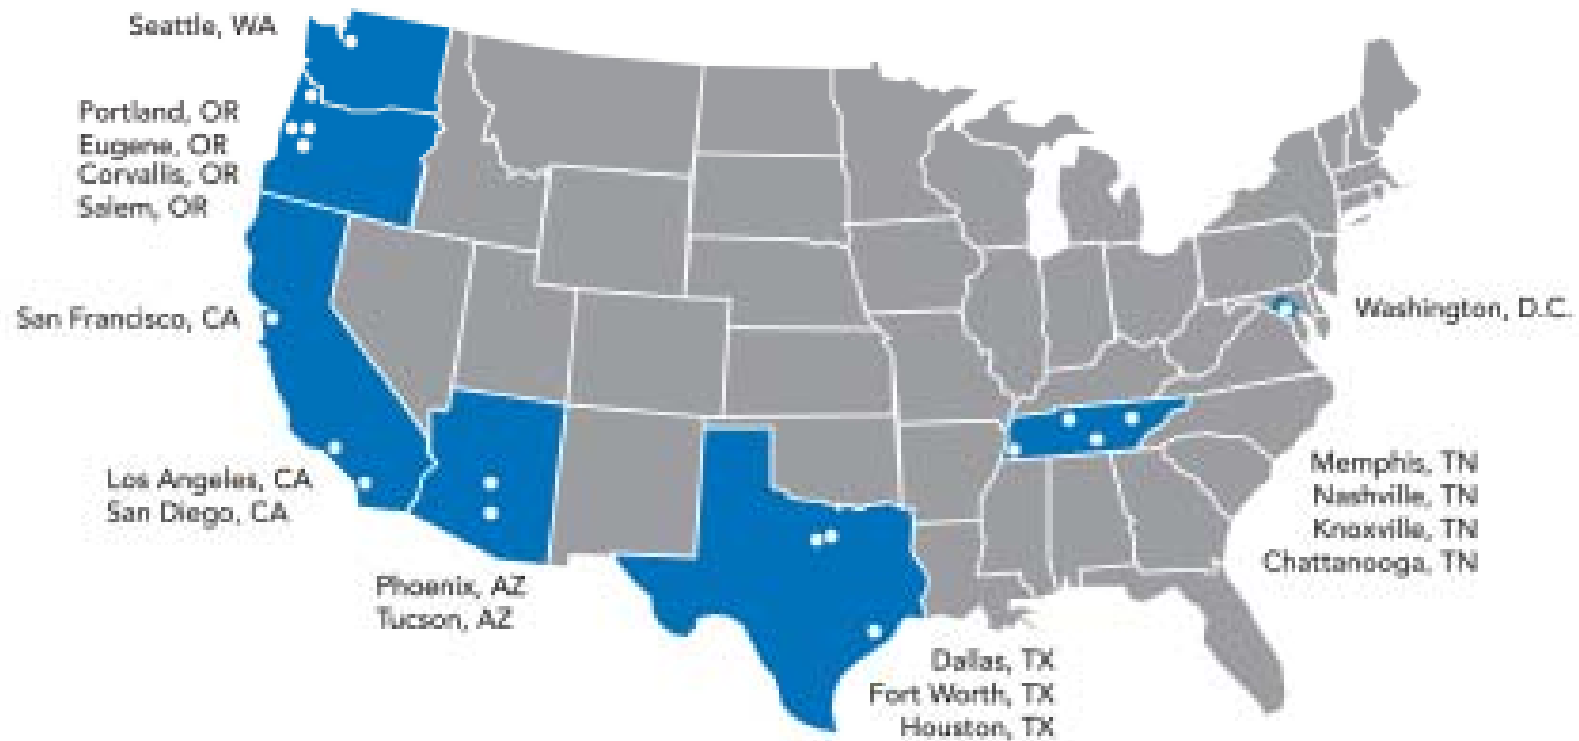 Seattle, WA
Portland, OR
Eugene, OR
Corvallis, OR
Salem, OR
San Francisco, CA
Washington, D.C.
Los Angeles, CA
San Diego, CA
Memphis, TN
Nashville, TN
Knoxville, TN
Chattanooga, TN
Phoenix, AZ
Tucson, AZ
Dallas, TX
Fort Worth, TX
Houston, TX